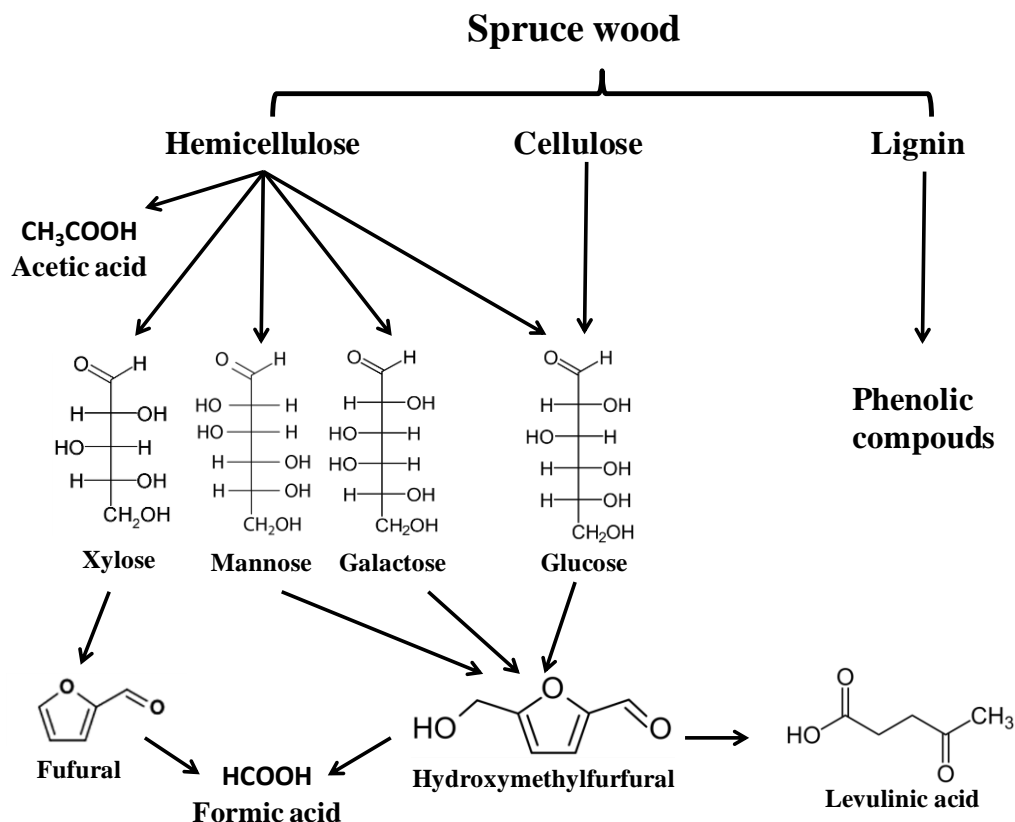 Spruce wood
Hemicellulose
Cellulose
Lignin
CH₃COOH
Acetic acid
O H
H OH
HO H
H OH
CH₂OH
Xylose
O H
HO H
HO H
H OH
H OH
CH₂OH
Mannose
O H
H OH
HO H
HO H
H OH
CH₂OH
Galactose
O H
H OH
HO H
H OH
H OH
CH₂OH
Glucose
Phenolic
compouds
O
O
Fufural
HCOOH
Formic acid
O
HO
O
Hydroxymethylfurfural
O
HO
CH₃
O
Levulinic acid